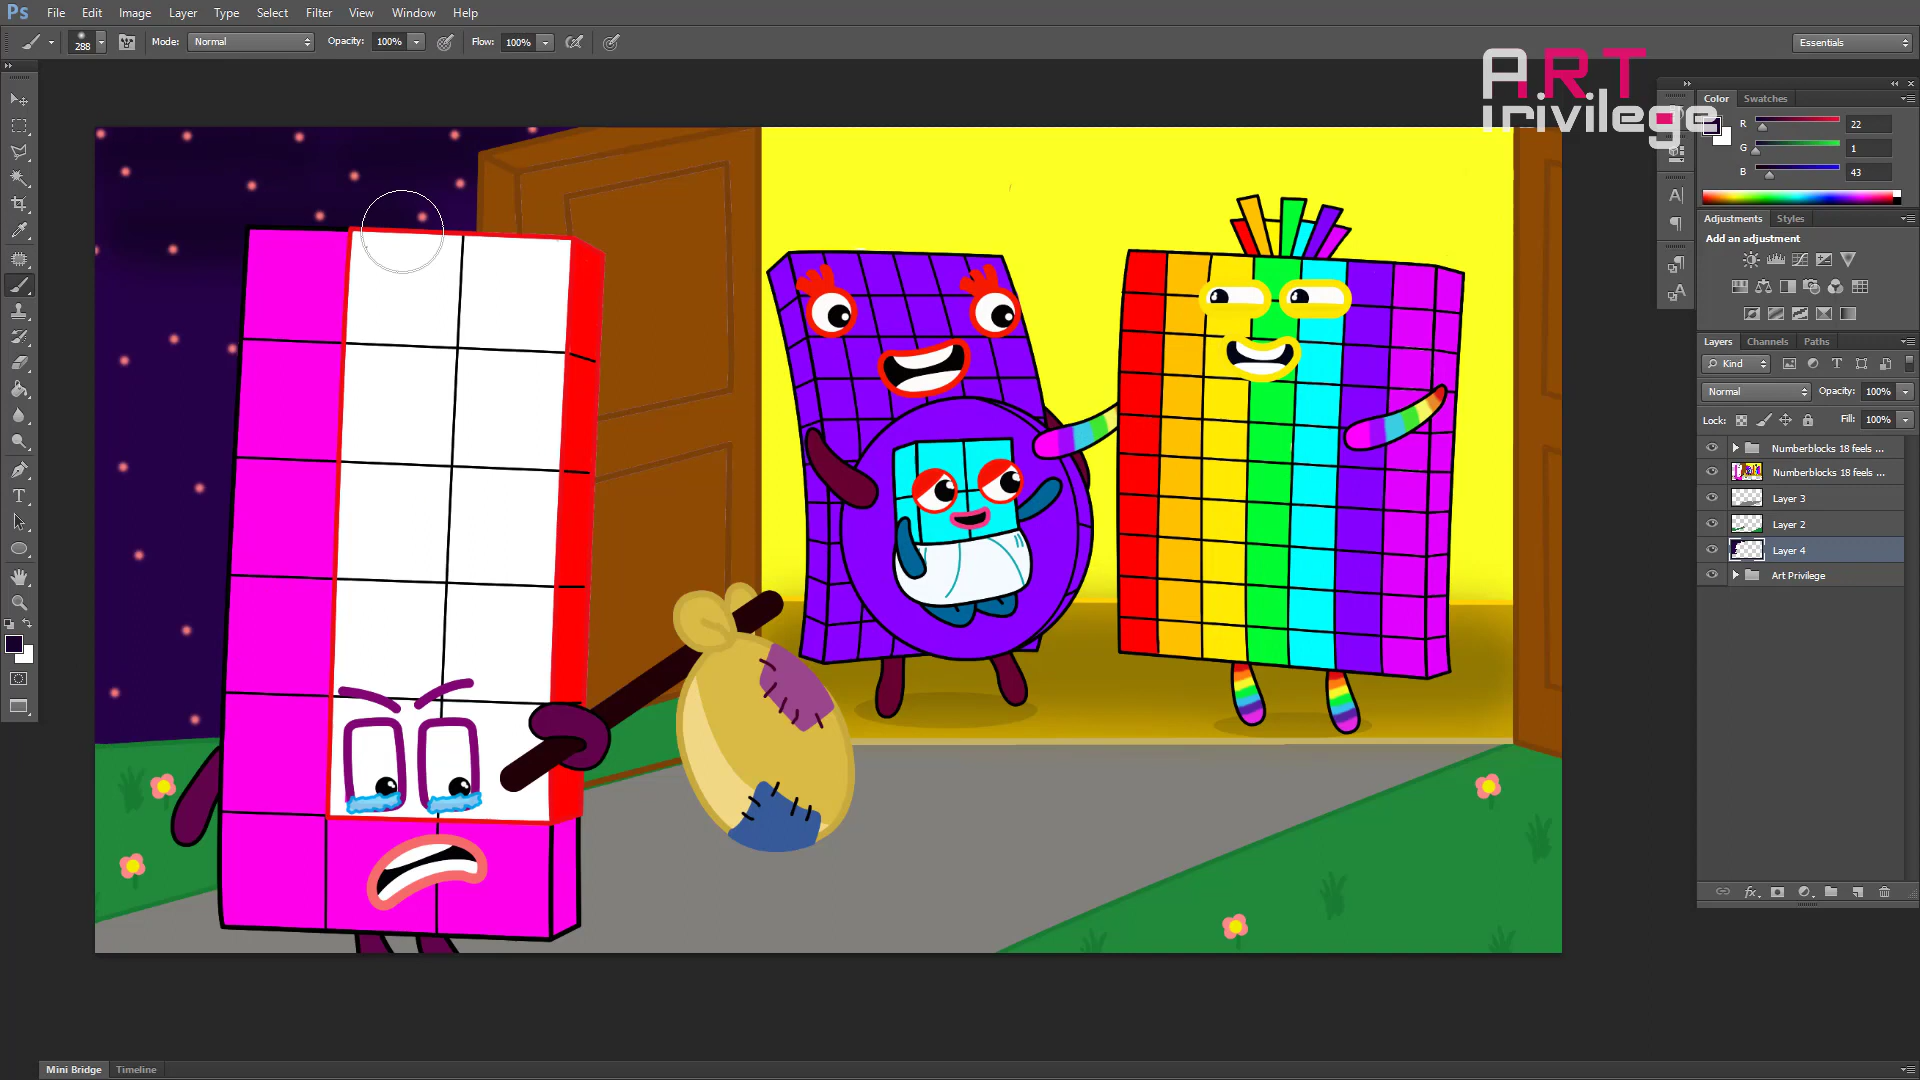 Ps File Edit Image Layer Type Select Filter View Window Help
288 Mode: Normal Opacity: 100% Flow: 100% Essentials
ART
irivilege
Color Swatches
R 22
G 1
B 43
Adjustments Styles
Add an adjustment
Layers Channels Paths
Kind
Normal Opacity: 100%
Lock: Fill: 100%
Numberblocks 18 feels ...
Numberblocks 18 feels ...
Layer 3
Layer 2
Layer 4
Art Privilege
Mini Bridge Timeline